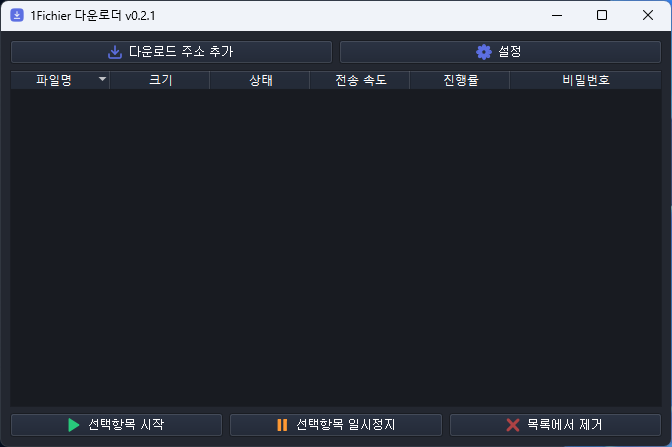 1Fichier 다운로더 v0.2.1
다운로드 주소 추가 설정
파일명 크기 상태 전송 속도 진행률 비밀번호
선택항목 시작 선택항목 일시정지 목록에서 제거